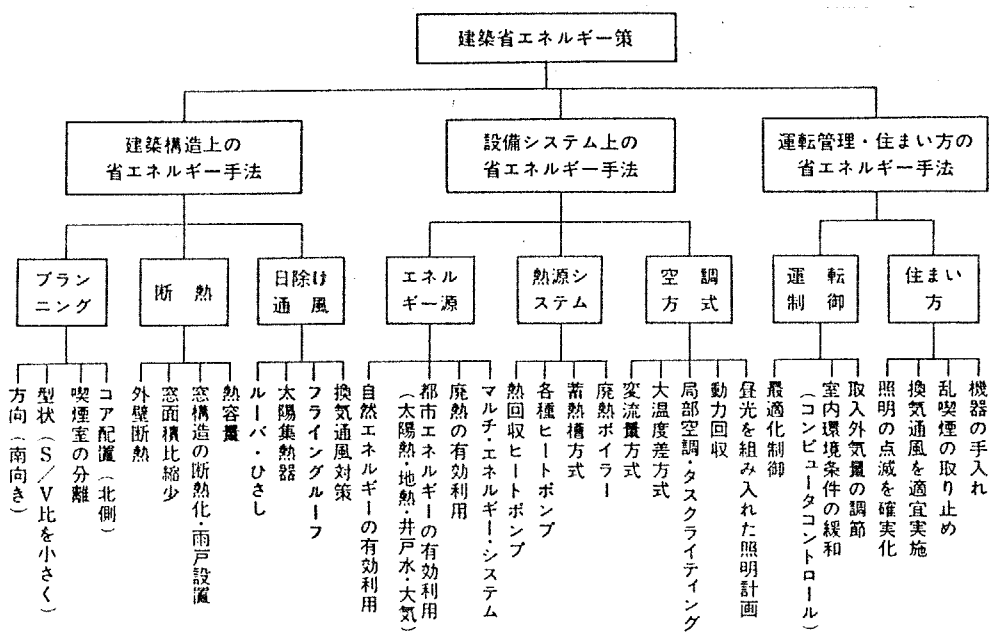 建築省エネルギー策
建築構造上の
省エネルギー手法
設備システム上の
省エネルギー手法
運転管理・住まい方の
省エネルギー手法
プラン
ニング
断熱
日除け
通風
エネル
ギー源
熱源シ
ステム
空調
方式
運転
制御
住まい
方
方向(南向き)
型状(S/V比を小さく)
喫煙室の分離
コア配置(北側)
外壁断熱
窓面積比縮少
窓構造の断熱化・雨戸設置
熱容量
ルーバ・ひさし
太陽集熱器
フライングルーフ
換気通風対策
自然エネルギーの有効利用
(太陽熱・地熱・井戸水・大気)
都市エネルギーの有効利用
廃熱の有効利用
マルチ・エネルギー・システム
熱回収ヒートポンプ
各種ヒートポンプ
蓄熱槽方式
廃熱ボイラー
変流量方式
大温度差方式
局部空調・タスクライティング
動力回収
昼光を組み入れた照明計画
最適化制御
(コンピュータコントロール)
室内環境条件の緩和
取入外気量の調節
照明の点滅を確実化
換気通風を適宜実施
乱喫煙の取り止め
機器の手入れ